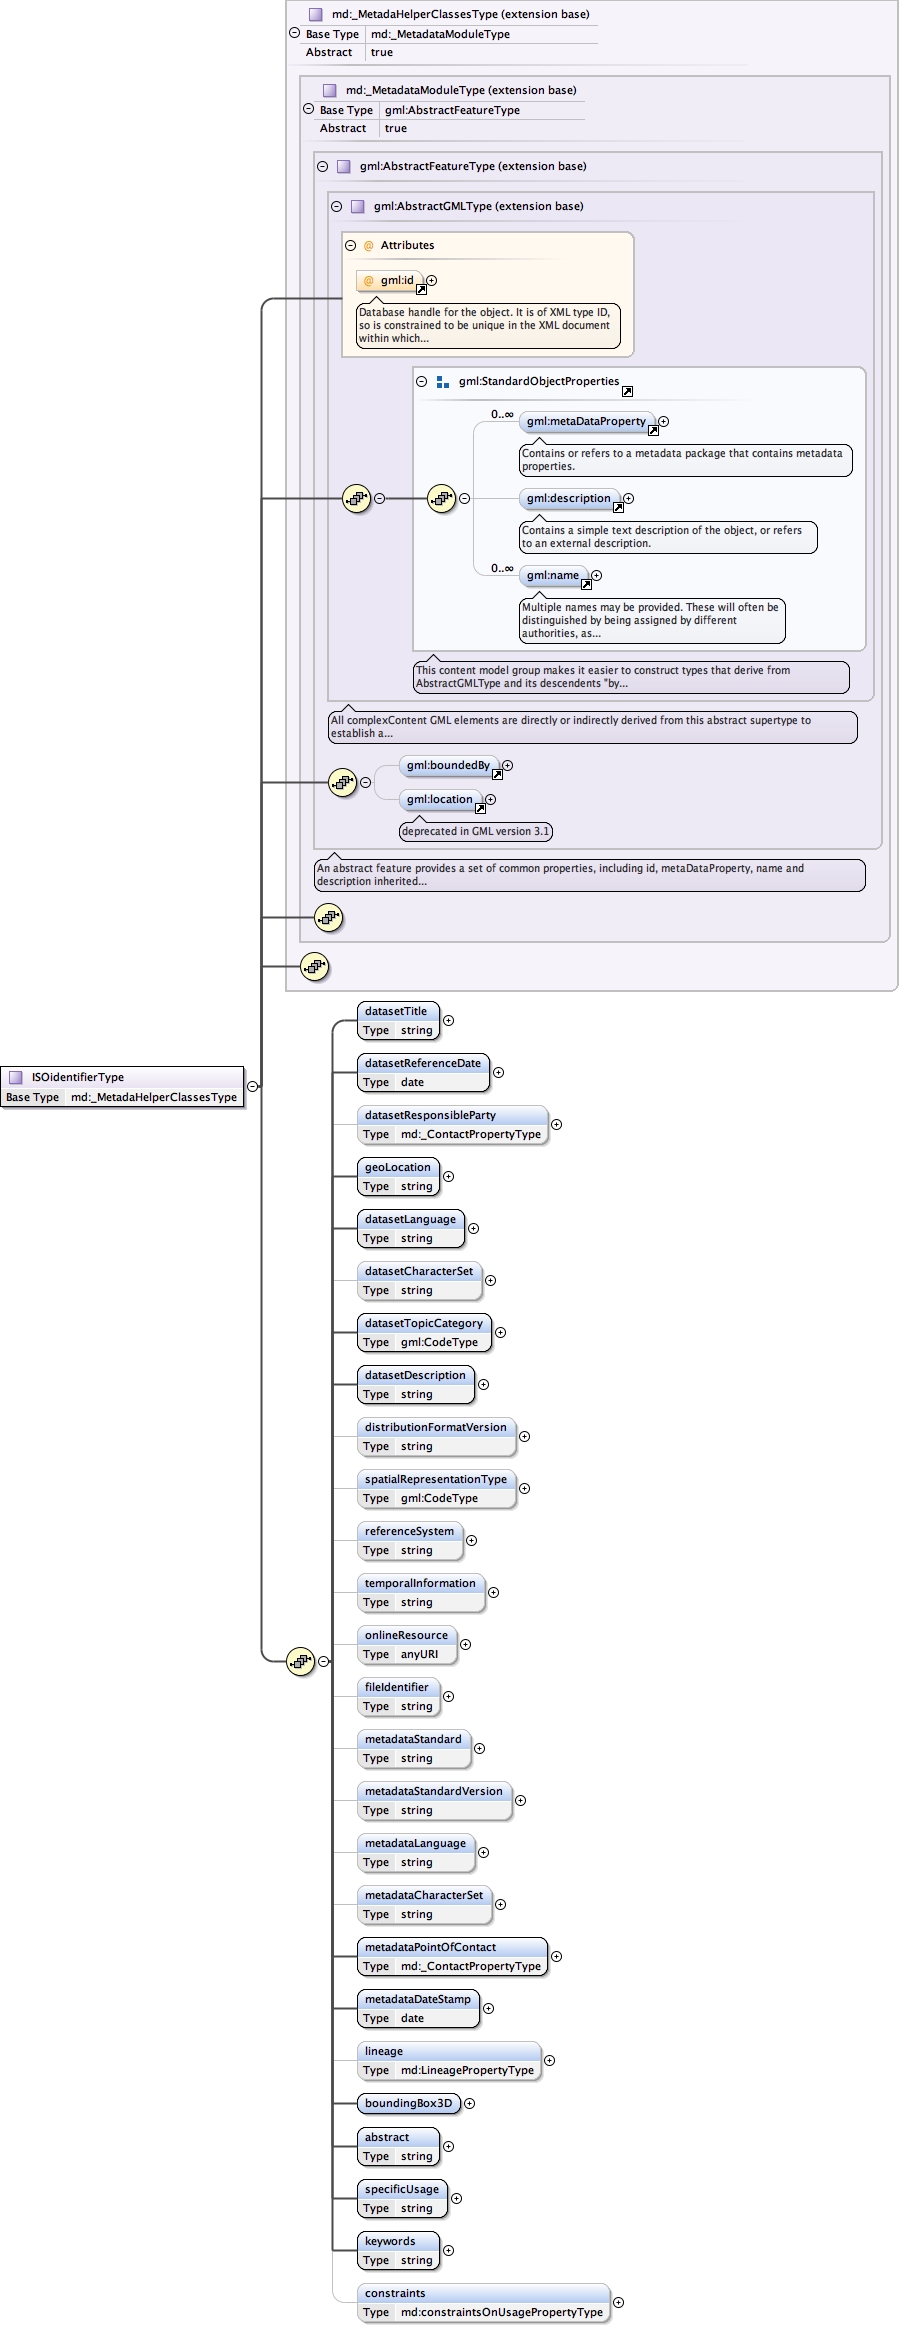 md:_MetadaHelperClassesType (extension base)
Base Type md:_MetadataModuleType
Abstract true
md:_MetadataModuleType (extension base)
Base Type gml:AbstractFeatureType
Abstract true
gml:AbstractFeatureType (extension base)
gml:AbstractGMLType (extension base)
@ Attributes
@ gml:id
Database handle for the object. It is of XML type ID,
so is constrained to be unique in the XML document
within which...
gml:StandardObjectProperties
0..∞
gml:metaDataProperty
Contains or refers to a metadata package that contains metadata
properties.
gml:description
Contains a simple text description of the object, or refers
to an external description.
0..∞
gml:name
Multiple names may be provided. These will often be
distinguished by being assigned by different
authorities, as...
This content model group makes it easier to construct types that derive from
AbstractGMLType and its descendents "by...
All complexContent GML elements are directly or indirectly derived from this abstract supertype to
establish a...
gml:boundedBy
gml:location
deprecated in GML version 3.1
An abstract feature provides a set of common properties, including id, metaDataProperty, name and
description inherited...
ISOidentifierType
Base Type md:_MetadaHelperClassesType
datasetTitle
Type string
datasetReferenceDate
Type date
datasetResponsibleParty
Type md:_ContactPropertyType
geoLocation
Type string
datasetLanguage
Type string
datasetCharacterSet
Type string
datasetTopicCategory
Type gml:CodeType
datasetDescription
Type string
distributionFormatVersion
Type string
spatialRepresentationType
Type gml:CodeType
referenceSystem
Type string
temporalInformation
Type string
onlineResource
Type anyURI
fileIdentifier
Type string
metadataStandard
Type string
metadataStandardVersion
Type string
metadataLanguage
Type string
metadataCharacterSet
Type string
metadataPointOfContact
Type md:_ContactPropertyType
metadataDateStamp
Type date
lineage
Type md:LineagePropertyType
boundingBox3D
abstract
Type string
specificUsage
Type string
keywords
Type string
constraints
Type md:constraintsOnUsagePropertyType